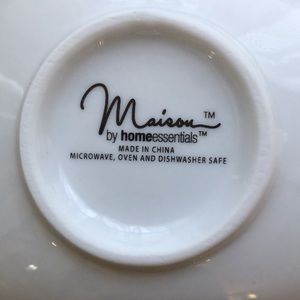 Maison™
by homeessentials™
MADE IN CHINA
MICROWAVE, OVEN AND DISHWASHER SAFE